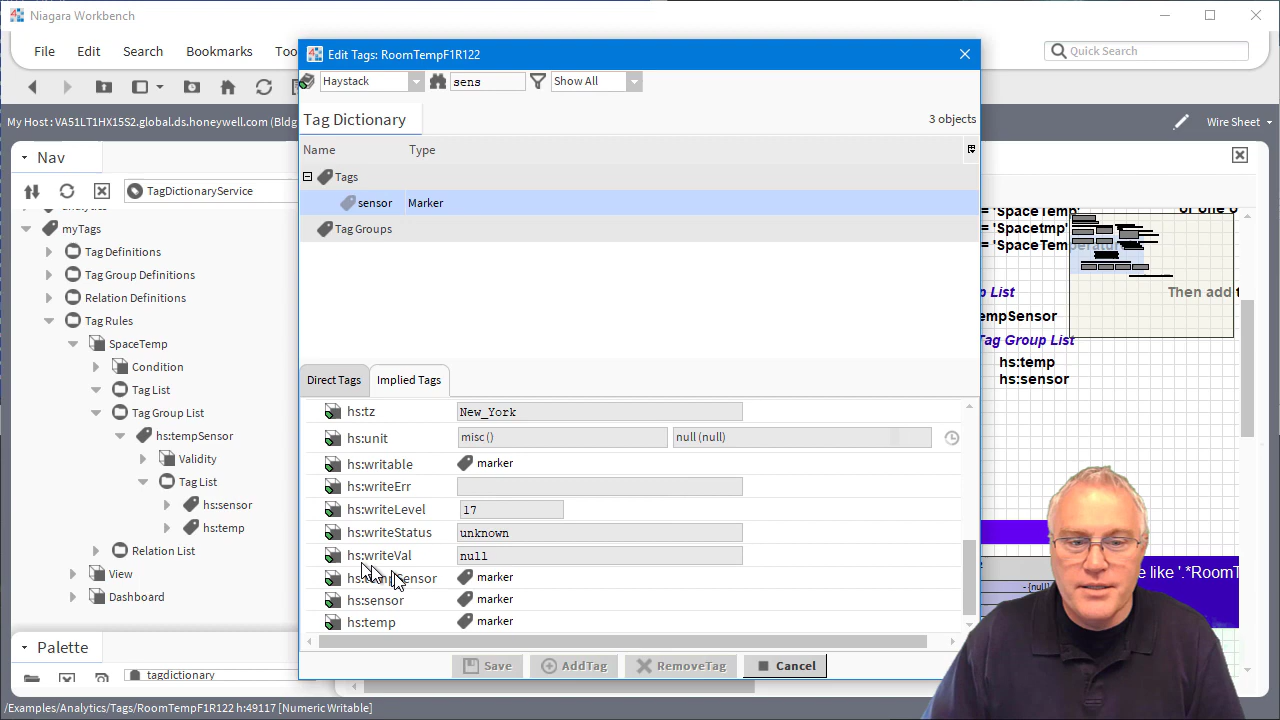 Niagara Workbench
File Edit Search Bookmarks Too
Quick Search
My Host : VA51LT1HX15S2.global.ds.honeywell.com (Bldg
Wire Sheet
Nav
TagDictionaryService
myTags
Tag Definitions
Tag Group Definitions
Relation Definitions
Tag Rules
SpaceTemp
Condition
Tag List
Tag Group List
hs:tempSensor
Validity
Tag List
hs:sensor
hs:temp
Relation List
View
Dashboard
Palette
tagdictionary
/Examples/Analytics/Tags/RoomTempF1R122 h:49117 [Numeric Writable]
Edit Tags: RoomTempF1R122
Haystack sens Show All
Tag Dictionary 3 objects
Name Type
Tags
sensor Marker
Tag Groups
Direct Tags Implied Tags
hs:tz New_York
hs:unit misc () null (null)
hs:writable marker
hs:writeErr
hs:writeLevel 17
hs:writeStatus unknown
hs:writeVal null
hs:tempSensor marker
hs:sensor marker
hs:temp marker
Save AddTag RemoveTag Cancel
= 'SpaceTemp' or one o
= 'Spacetmp'
= 'SpaceTemperatur
p List Then add t
empSensor
Tag Group List
hs:temp
hs:sensor
- {null}
e like '.*RoomT